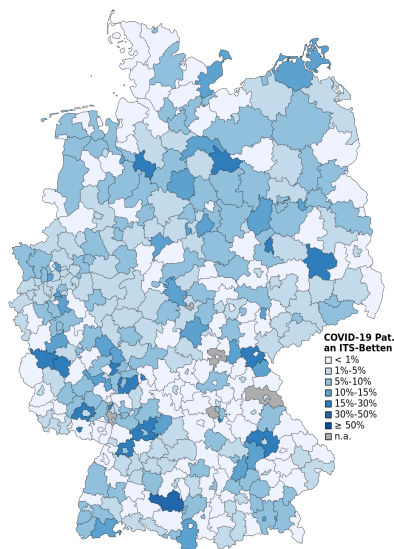 COVID-19 Pat.
an ITS-Betten
< 1%
1%-5%
5%-10%
10%-15%
15%-30%
30%-50%
≥ 50%
n.a.